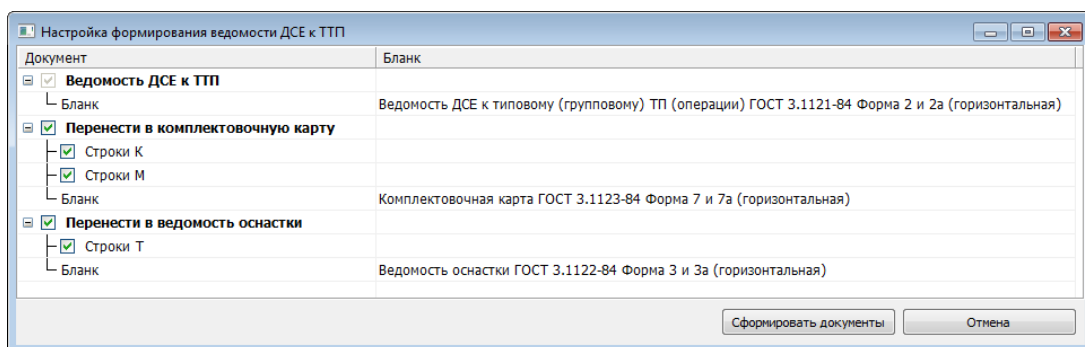 Настройка формирования ведомости ДСЕ к ТТП
Документ Бланк
Ведомость ДСЕ к ТТП
Бланк Ведомость ДСЕ к типовому (групповому) ТП (операции) ГОСТ 3.1121-84 Форма 2 и 2а (горизонтальная)
Перенести в комплектовочную карту
Строки К
Строки М
Бланк Комплектовочная карта ГОСТ 3.1123-84 Форма 7 и 7а (горизонтальная)
Перенести в ведомость оснастки
Строки Т
Бланк Ведомость оснастки ГОСТ 3.1122-84 Форма 3 и 3а (горизонтальная)
Сформировать документы Отмена